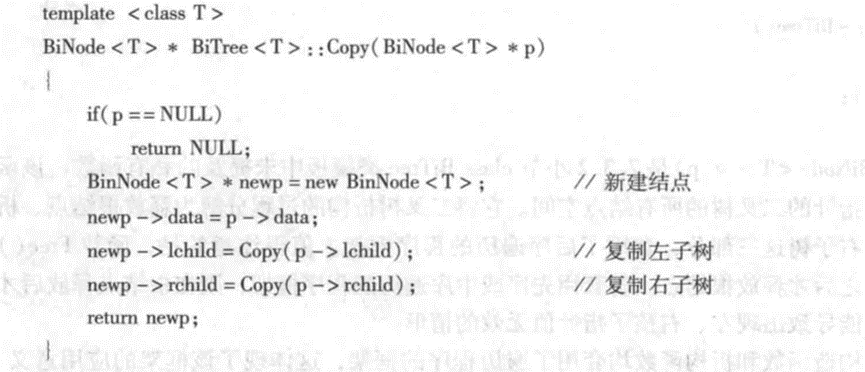 template <class T>
BiNode<T>* BiTree<T>::Copy(BiNode<T>*p)
{
if(p==NULL)
return NULL;
BinNode<T>*newp=new BinNode<T>; // 新建结点
newp->data=p->data;
newp->lchild=Copy(p->lchild); // 复制左子树
newp->rchild=Copy(p->rchild); // 复制右子树
return newp;
}